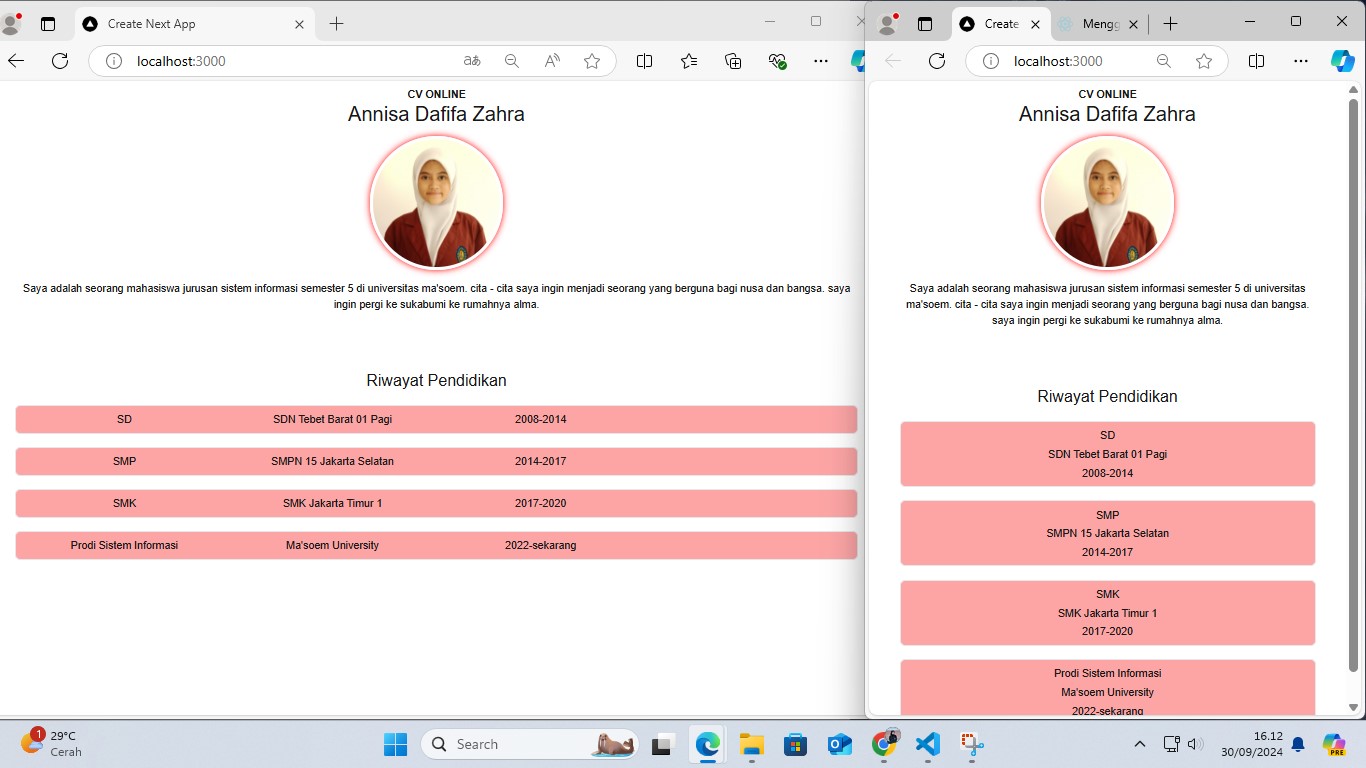 Create Next App
localhost:3000
CV ONLINE
Annisa Dafifa Zahra
Saya adalah seorang mahasiswa jurusan sistem informasi semester 5 di universitas ma'soem. cita - cita saya ingin menjadi seorang yang berguna bagi nusa dan bangsa. saya
ingin pergi ke sukabumi ke rumahnya alma.
Riwayat Pendidikan
SD SDN Tebet Barat 01 Pagi 2008-2014
SMP SMPN 15 Jakarta Selatan 2014-2017
SMK SMK Jakarta Timur 1 2017-2020
Prodi Sistem Informasi Ma'soem University 2022-sekarang
Create Mengg
localhost:3000
CV ONLINE
Annisa Dafifa Zahra
Saya adalah seorang mahasiswa jurusan sistem informasi semester 5 di universitas
ma'soem. cita - cita saya ingin menjadi seorang yang berguna bagi nusa dan bangsa.
saya ingin pergi ke sukabumi ke rumahnya alma.
Riwayat Pendidikan
SD
SDN Tebet Barat 01 Pagi
2008-2014
SMP
SMPN 15 Jakarta Selatan
2014-2017
SMK
SMK Jakarta Timur 1
2017-2020
Prodi Sistem Informasi
Ma'soem University
2022-sekarang
1
29°C
Cerah
Search
16.12
30/09/2024
PRE